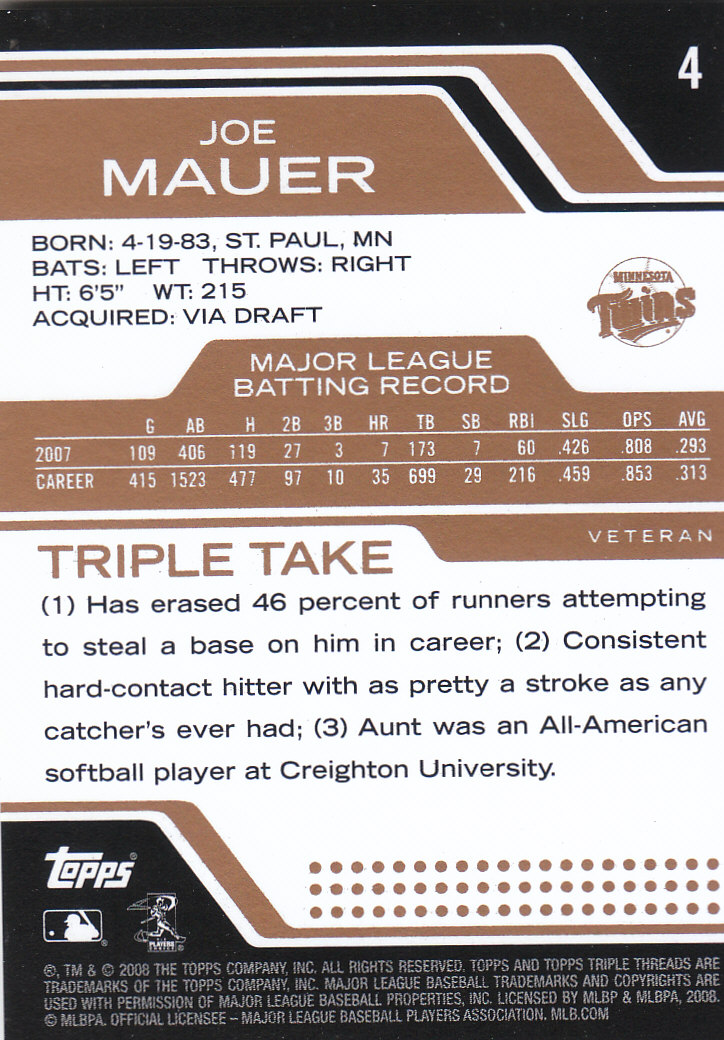 4
JOE
MAUER
BORN: 4-19-83, ST. PAUL, MN
BATS: LEFT THROWS: RIGHT
HT: 6'5" WT: 215
ACQUIRED: VIA DRAFT
MINNESOTA
Twins
MAJOR LEAGUE
BATTING RECORD
G AB H 2B 3B HR TB SB RBI SLG OPS AVG
2007 109 406 119 27 3 7 173 7 60 .426 .808 .293
CAREER 415 1523 477 97 10 35 699 29 216 .459 .853 .313
VETERAN
TRIPLE TAKE
(1) Has erased 46 percent of runners attempting
to steal a base on him in career; (2) Consistent
hard-contact hitter with as pretty a stroke as any
catcher's ever had; (3) Aunt was an All-American
softball player at Creighton University.
Topps®
PLAYERS
®, TM & © 2008 THE TOPPS COMPANY, INC. ALL RIGHTS RESERVED. TOPPS AND TOPPS TRIPLE THREADS ARE
TRADEMARKS OF THE TOPPS COMPANY, INC. MAJOR LEAGUE BASEBALL TRADEMARKS AND COPYRIGHTS ARE
USED WITH PERMISSION OF MAJOR LEAGUE BASEBALL PROPERTIES, INC. LICENSED BY MLBP & MLBPA, 2008.
© MLBPA. OFFICIAL LICENSEE – MAJOR LEAGUE BASEBALL PLAYERS ASSOCIATION. MLB.COM